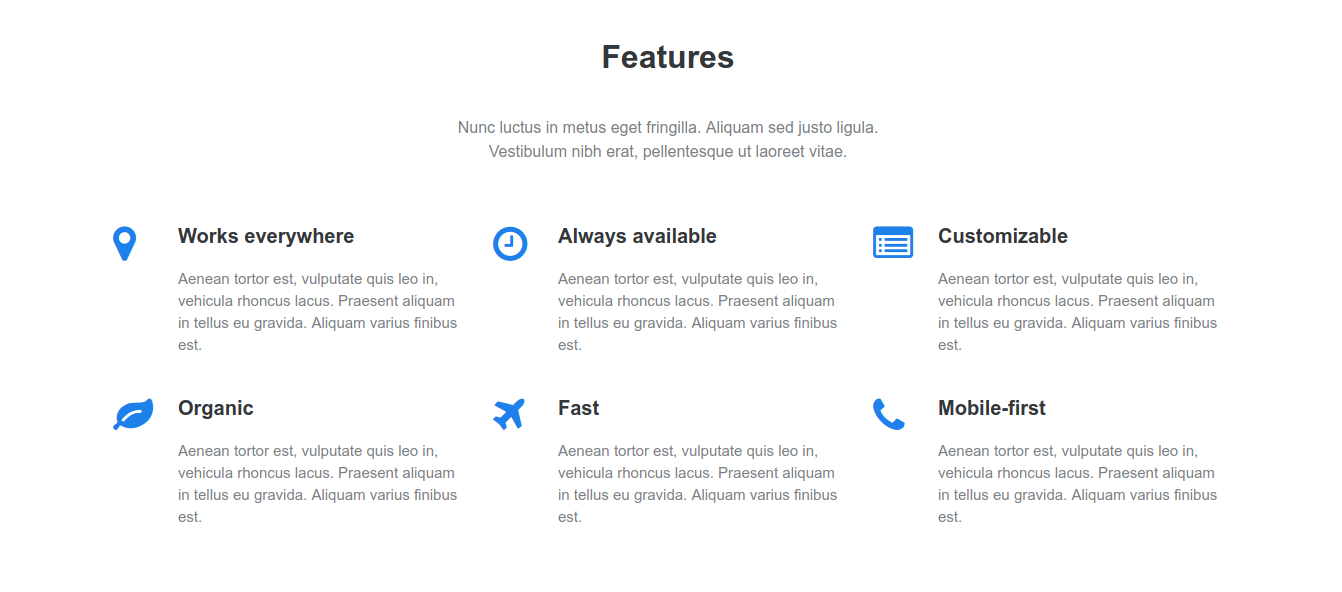 Features
Nunc luctus in metus eget fringilla. Aliquam sed justo ligula.
Vestibulum nibh erat, pellentesque ut laoreet vitae.
Works everywhere
Aenean tortor est, vulputate quis leo in,
vehicula rhoncus lacus. Praesent aliquam
in tellus eu gravida. Aliquam varius finibus
est.
Always available
Aenean tortor est, vulputate quis leo in,
vehicula rhoncus lacus. Praesent aliquam
in tellus eu gravida. Aliquam varius finibus
est.
Customizable
Aenean tortor est, vulputate quis leo in,
vehicula rhoncus lacus. Praesent aliquam
in tellus eu gravida. Aliquam varius finibus
est.
Organic
Aenean tortor est, vulputate quis leo in,
vehicula rhoncus lacus. Praesent aliquam
in tellus eu gravida. Aliquam varius finibus
est.
Fast
Aenean tortor est, vulputate quis leo in,
vehicula rhoncus lacus. Praesent aliquam
in tellus eu gravida. Aliquam varius finibus
est.
Mobile-first
Aenean tortor est, vulputate quis leo in,
vehicula rhoncus lacus. Praesent aliquam
in tellus eu gravida. Aliquam varius finibus
est.